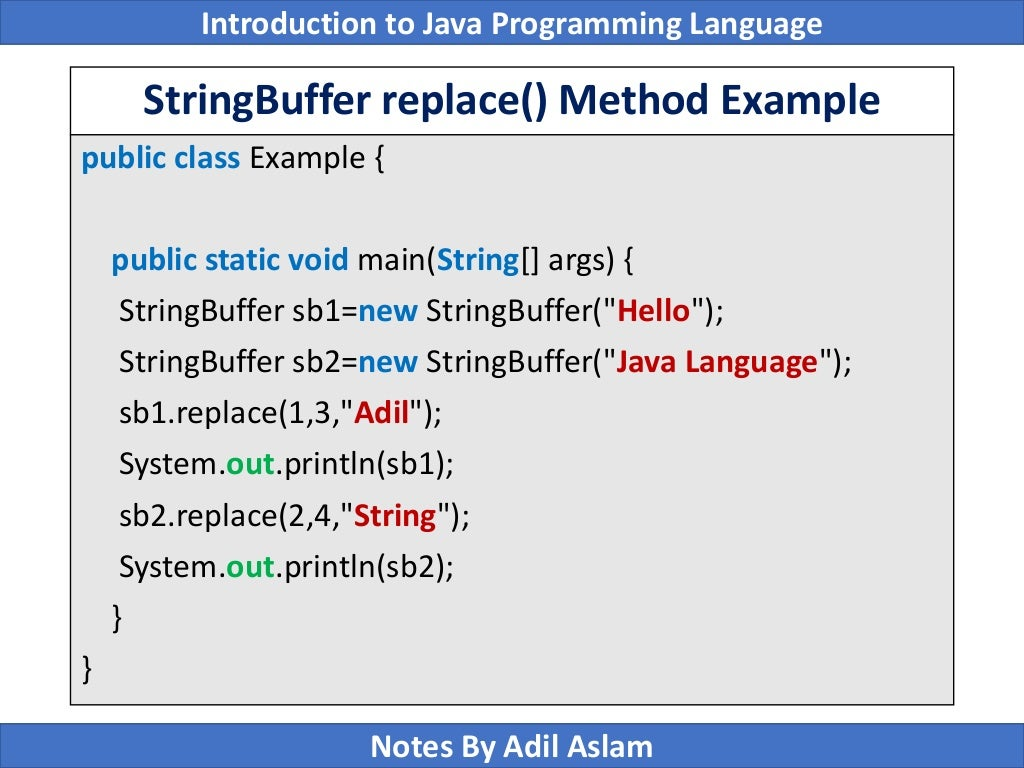 Introduction to Java Programming Language
StringBuffer replace() Method Example
public class Example {
public static void main(String[] args) {
StringBuffer sb1=new StringBuffer("Hello");
StringBuffer sb2=new StringBuffer("Java Language");
sb1.replace(1,3,"Adil");
System.out.println(sb1);
sb2.replace(2,4,"String");
System.out.println(sb2);
}
}
Notes By Adil Aslam